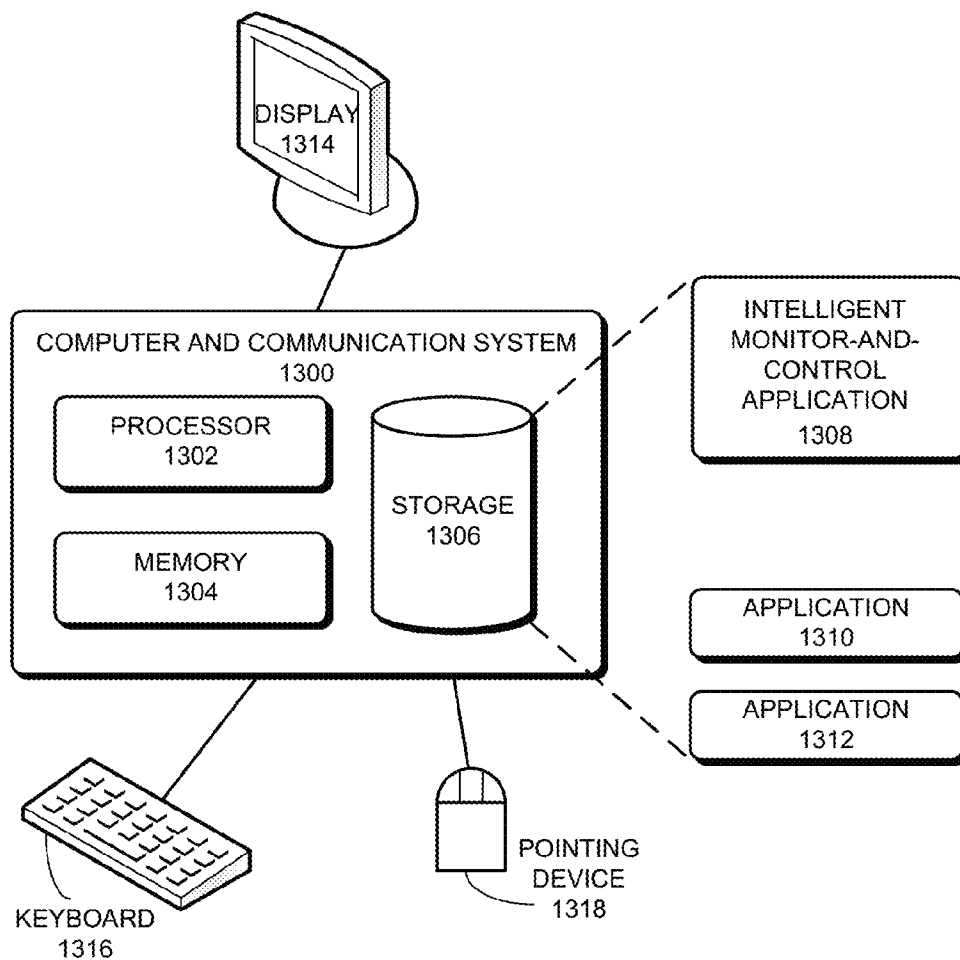 DISPLAY
1314
COMPUTER AND COMMUNICATION SYSTEM
1300
PROCESSOR
1302
MEMORY
1304
STORAGE
1306
INTELLIGENT
MONITOR-AND-
CONTROL
APPLICATION
1308
APPLICATION
1310
APPLICATION
1312
KEYBOARD
1316
POINTING
DEVICE
1318